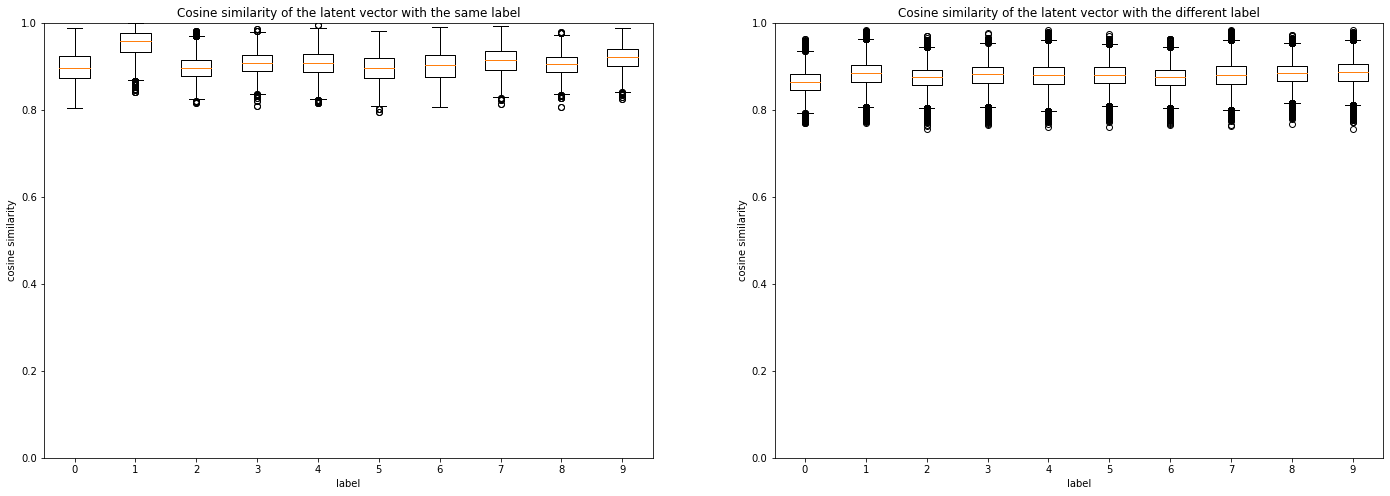 Cosine similarity of the latent vector with the same label
1.0
0.8
0.6
0.4
0.2
0.0
cosine similarity
0 1 2 3 4 5 6 7 8 9
label
Cosine similarity of the latent vector with the different label
1.0
0.8
0.6
0.4
0.2
0.0
cosine similarity
0 1 2 3 4 5 6 7 8 9
label